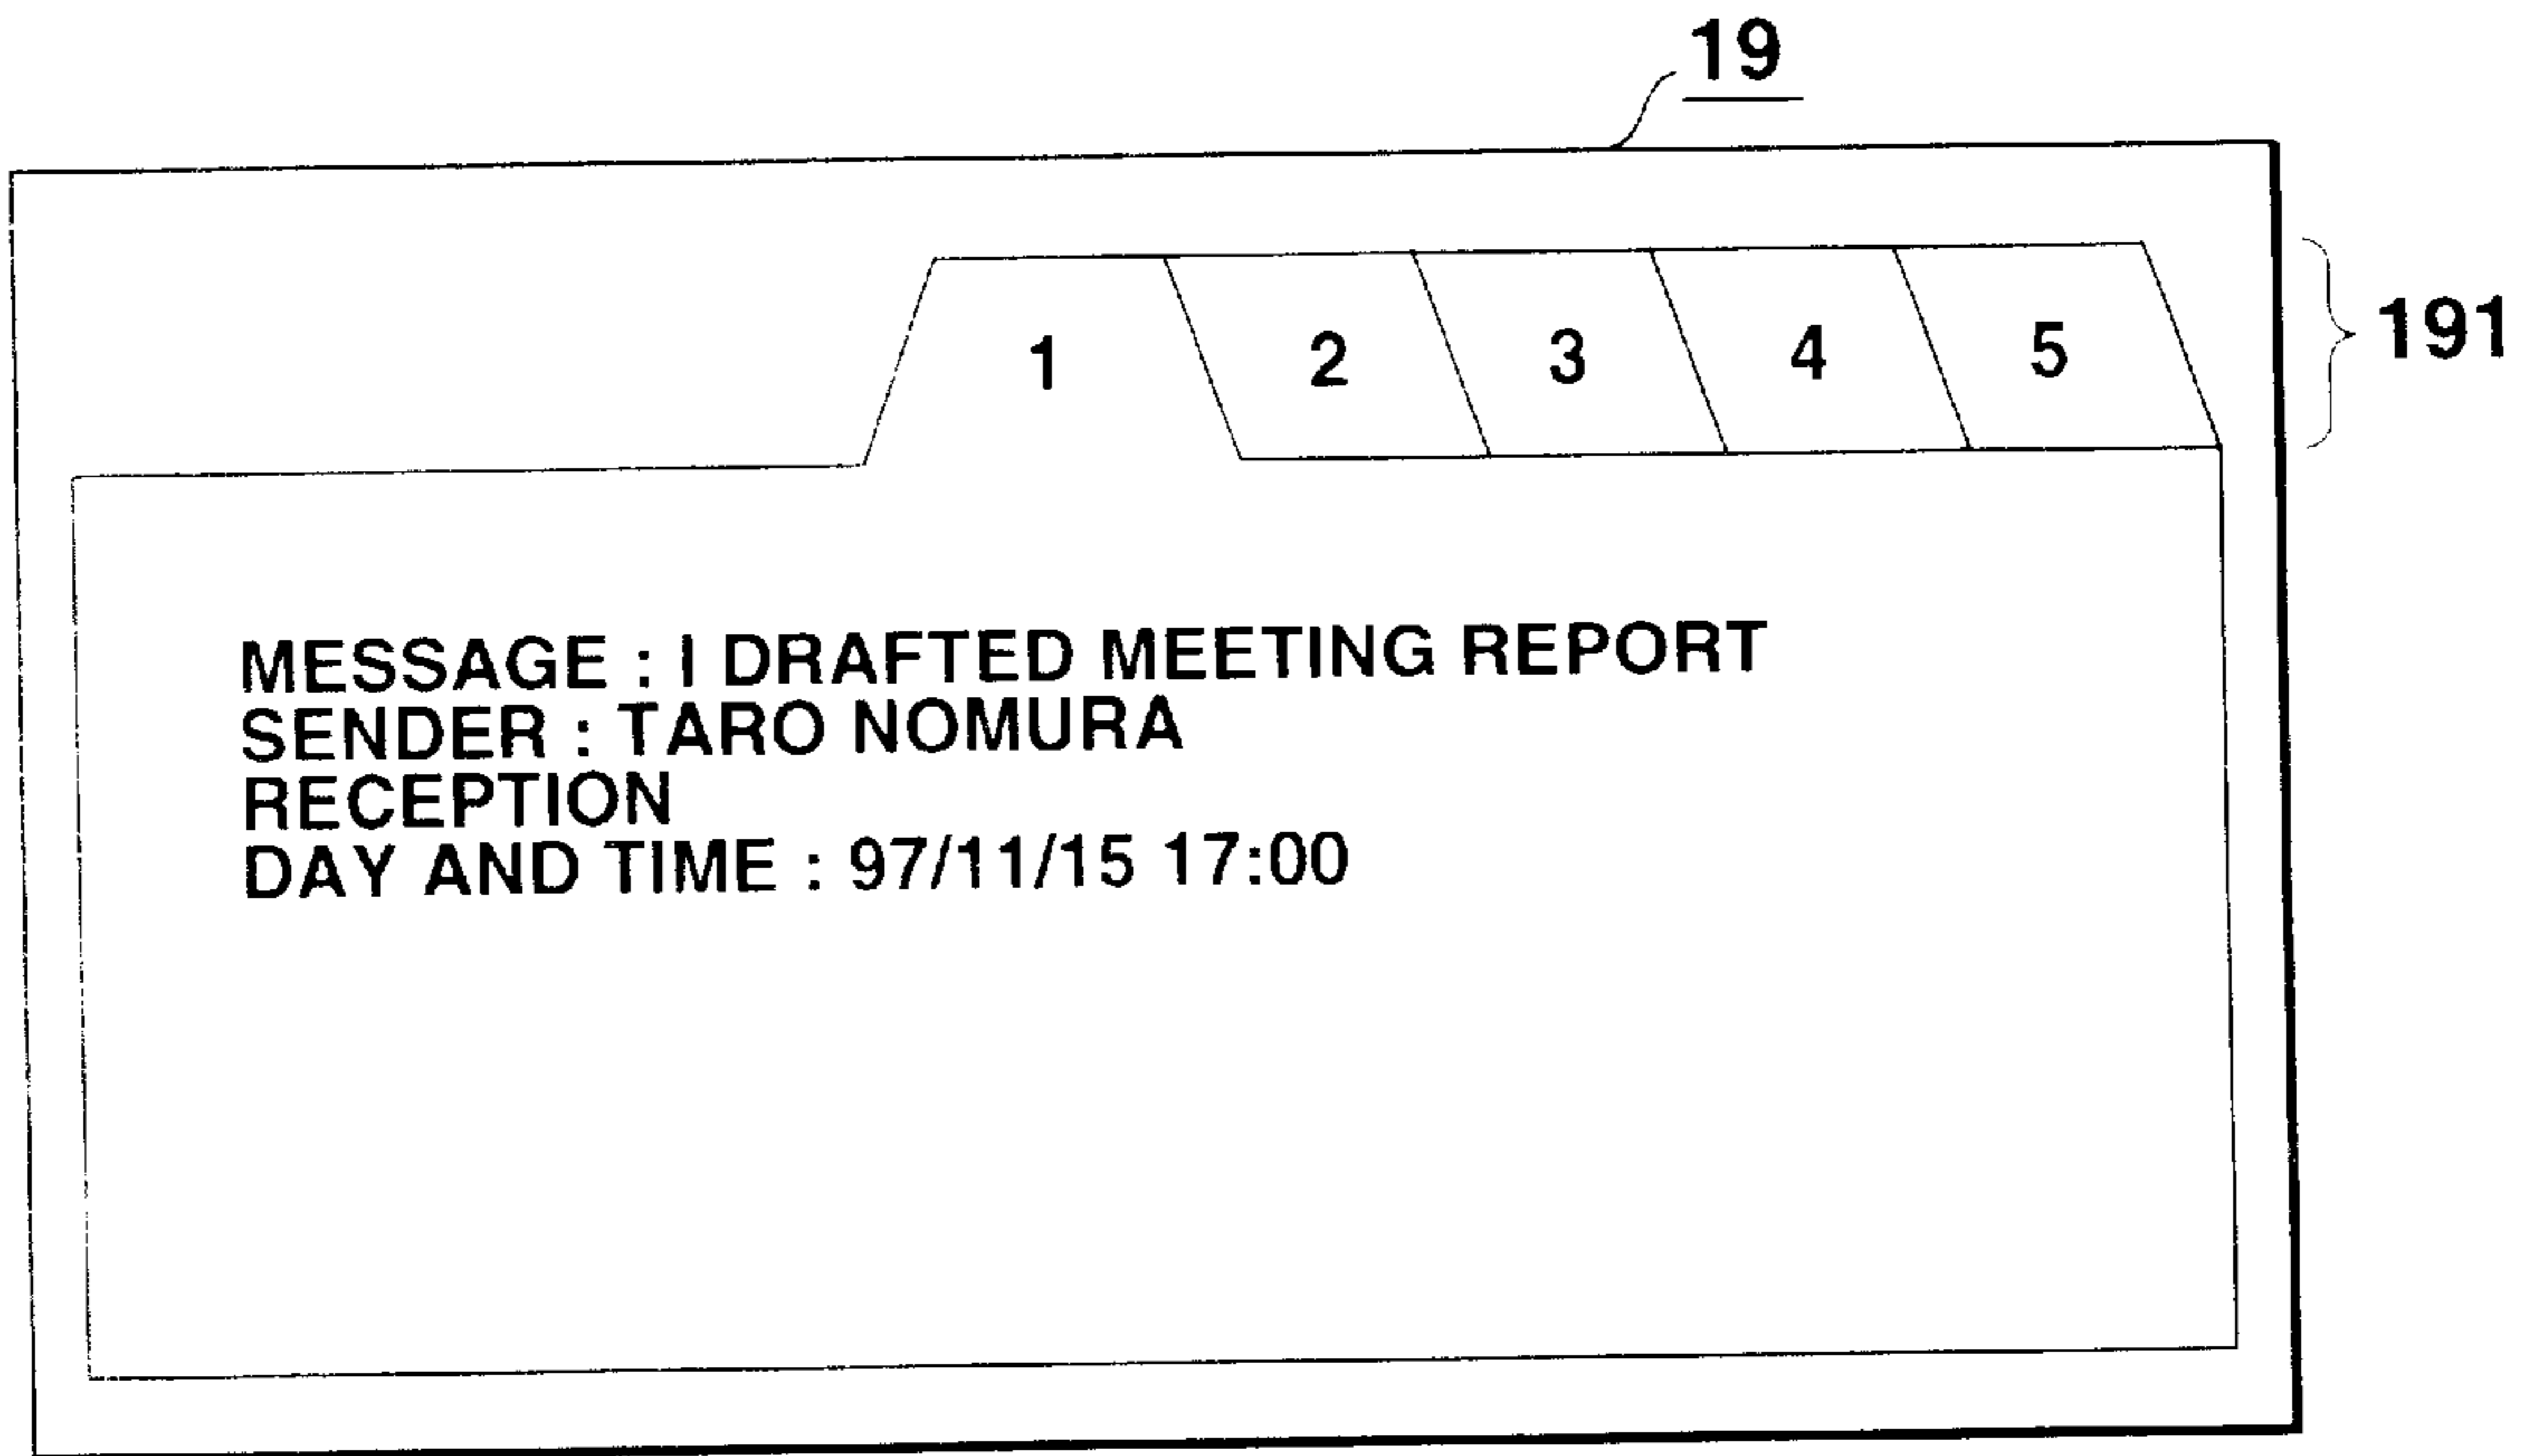 19
191
1 2 3 4 5
MESSAGE : I DRAFTED MEETING REPORT
SENDER : TARO NOMURA
RECEPTION
DAY AND TIME : 97/11/15 17:00